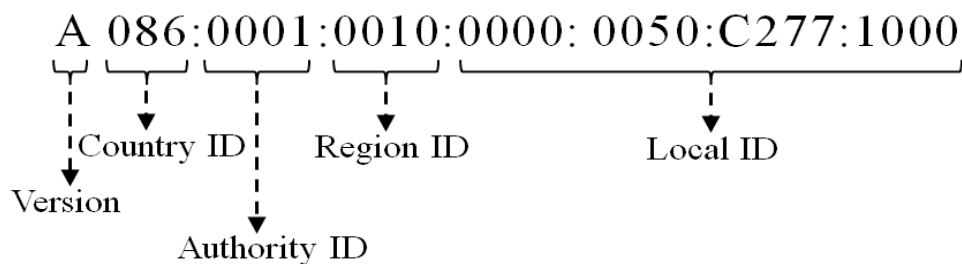 A 086:0001:0010:0000: 0050:C277:1000
Country ID Region ID Local ID
Version
Authority ID